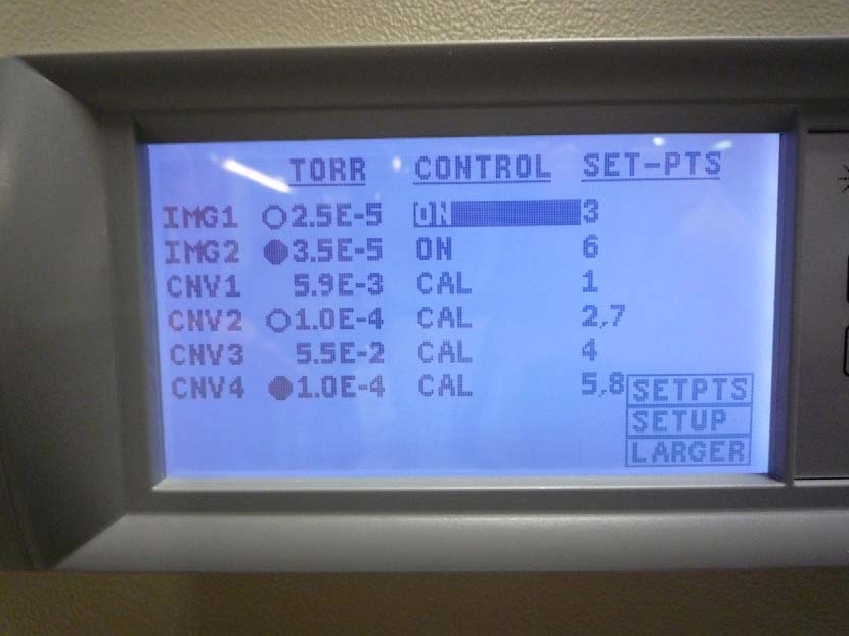 TORR CONTROL SET-PTS
IMG1 2.5E-5 ON 3
IMG2 3.5E-5 ON 6
CNV1 5.9E-3 CAL 1
CNV2 1.0E-4 CAL 2,7
CNV3 5.5E-2 CAL 4
CNV4 1.0E-4 CAL 5,8
SETPTS
SETUP
LARGER